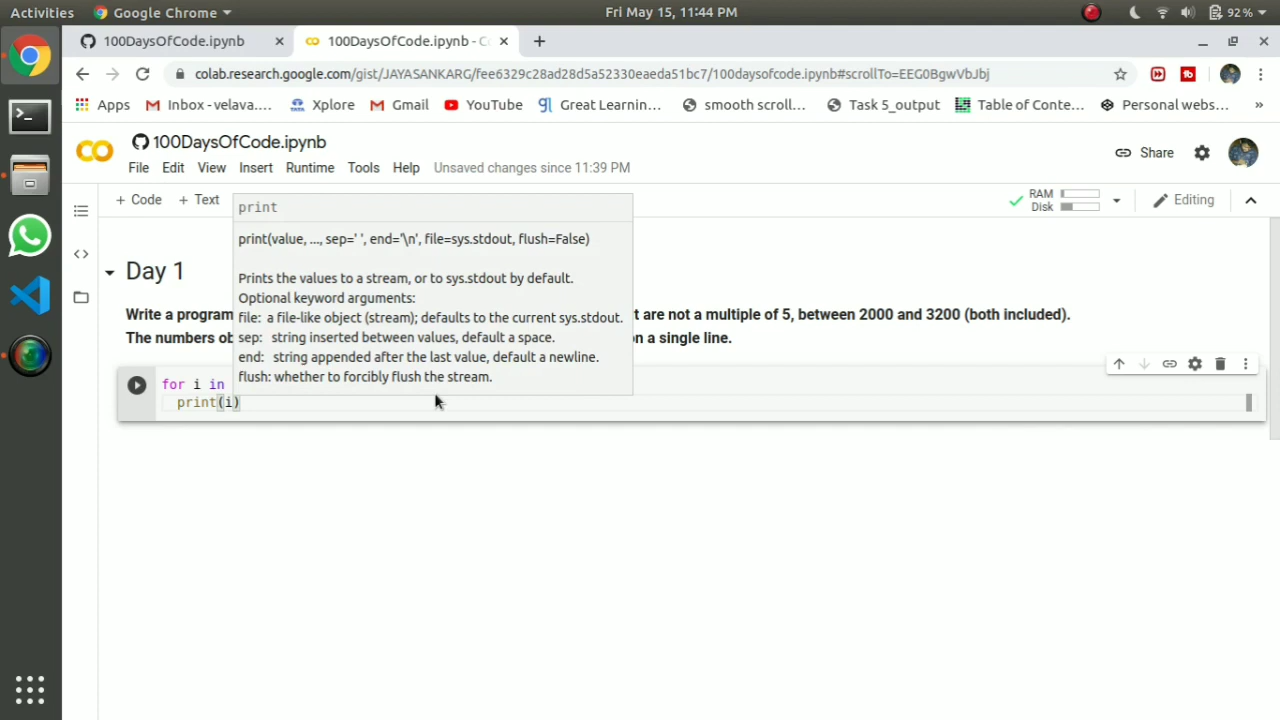 Activities
Google Chrome
Fri May 15, 11:44 PM
92%
100DaysOfCode.ipynb
100DaysOfCode.ipynb - C
colab.research.google.com/gist/JAYASANKARG/fee6329c28ad28d5a52330eaeda51bc7/100daysofcode.ipynb#scrollTo=EEG0BgwVbJbj
Apps
Inbox - velava....
Xplore
Gmail
YouTube
Great Learnin...
smooth scroll...
Task 5_output
Table of Conte...
Personal webs...
»
100DaysOfCode.ipynb
Share
File Edit View Insert Runtime Tools Help Unsaved changes since 11:39 PM
+ Code + Text
RAM
Disk
Editing
print
print(value, ..., sep=' ', end='\n', file=sys.stdout, flush=False)
Prints the values to a stream, or to sys.stdout by default.
Optional keyword arguments:
file: a file-like object (stream); defaults to the current sys.stdout.
sep: string inserted between values, default a space.
end: string appended after the last value, default a newline.
flush: whether to forcibly flush the stream.
Day 1
Write a program t are not a multiple of 5, between 2000 and 3200 (both included).
The numbers ob n a single line.
for i in
print(i)